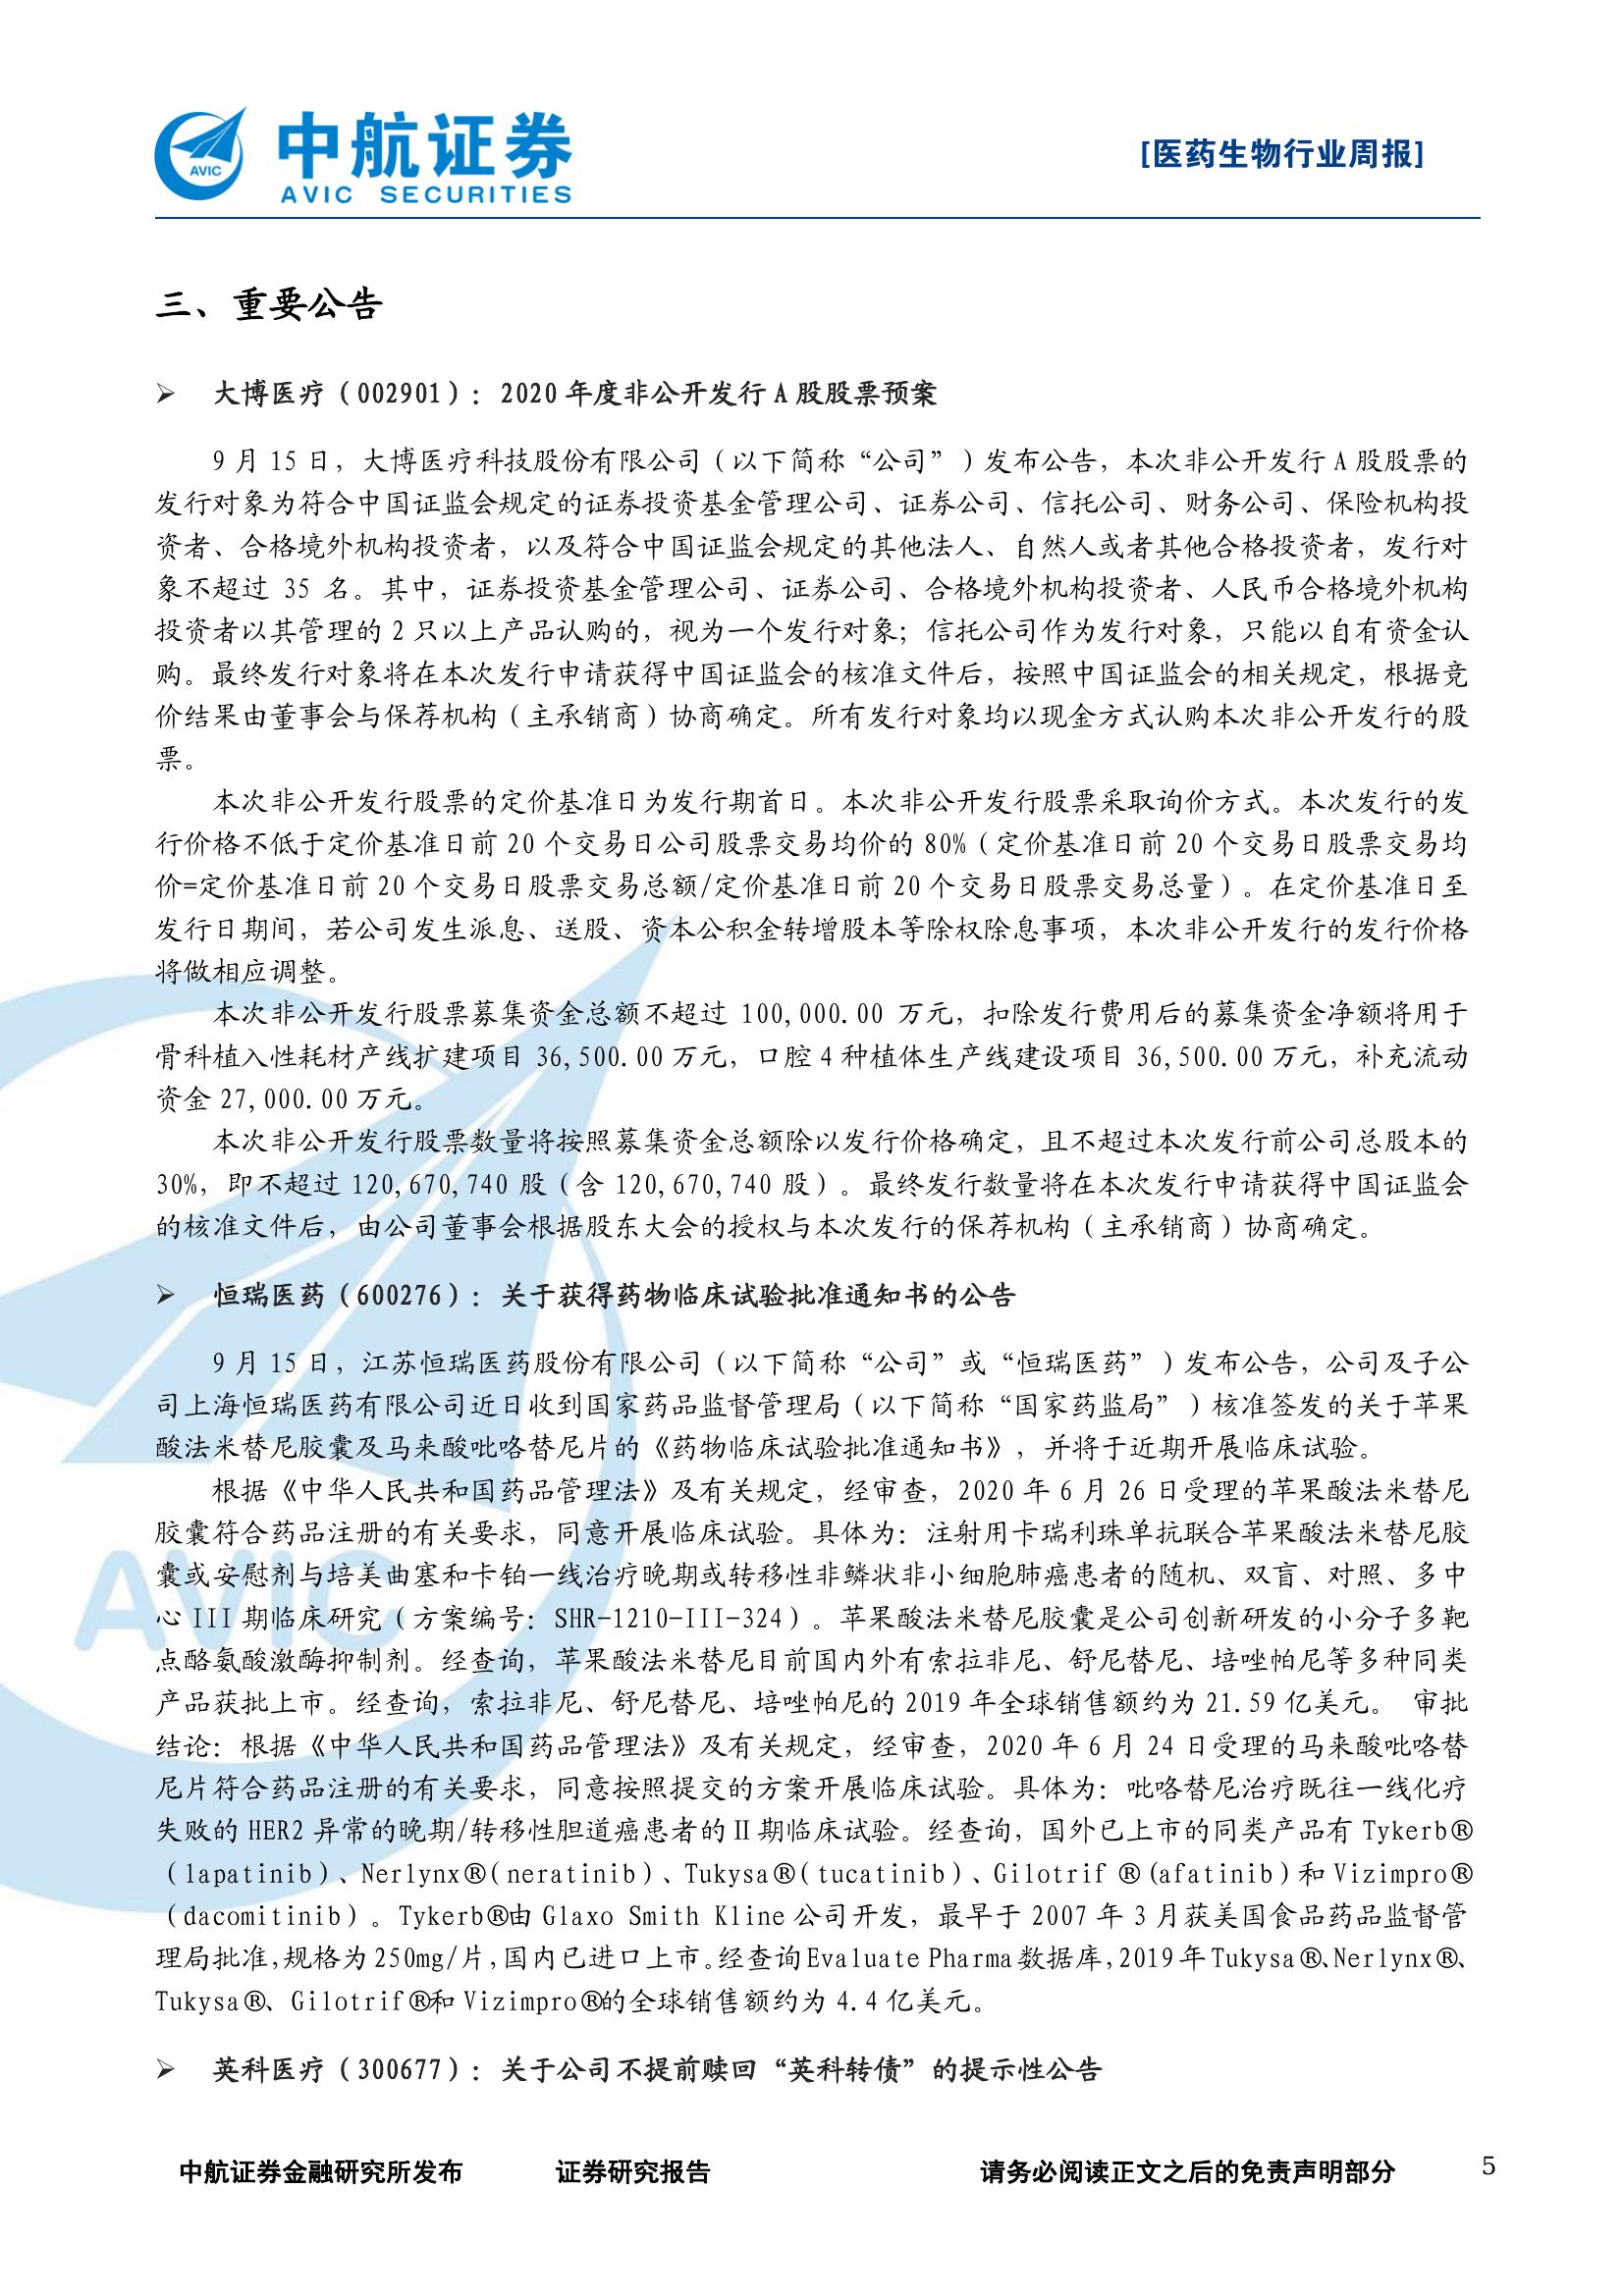 中航证券
AVIC SECURITIES
AVIC
[医药生物行业周报]
三、重要公告
➢ 大博医疗（002901）：2020 年度非公开发行 A 股股票预案
9 月 15 日，大博医疗科技股份有限公司（以下简称“公司”）发布公告，本次非公开发行 A 股股票的
发行对象为符合中国证监会规定的证券投资基金管理公司、证券公司、信托公司、财务公司、保险机构投
资者、合格境外机构投资者，以及符合中国证监会规定的其他法人、自然人或者其他合格投资者，发行对
象不超过 35 名。其中，证券投资基金管理公司、证券公司、合格境外机构投资者、人民币合格境外机构
投资者以其管理的 2 只以上产品认购的，视为一个发行对象；信托公司作为发行对象，只能以自有资金认
购。最终发行对象将在本次发行申请获得中国证监会的核准文件后，按照中国证监会的相关规定，根据竞
价结果由董事会与保荐机构（主承销商）协商确定。所有发行对象均以现金方式认购本次非公开发行的股
票。
本次非公开发行股票的定价基准日为发行期首日。本次非公开发行股票采取询价方式。本次发行的发
行价格不低于定价基准日前 20 个交易日公司股票交易均价的 80%（定价基准日前 20 个交易日股票交易均
价=定价基准日前 20 个交易日股票交易总额/定价基准日前 20 个交易日股票交易总量）。在定价基准日至
发行日期间，若公司发生派息、送股、资本公积金转增股本等除权除息事项，本次非公开发行的发行价格
将做相应调整。
本次非公开发行股票募集资金总额不超过 100,000.00 万元，扣除发行费用后的募集资金净额将用于
骨科植入性耗材产线扩建项目 36,500.00 万元，口腔 4 种植体生产线建设项目 36,500.00 万元，补充流动
资金 27,000.00 万元。
本次非公开发行股票数量将按照募集资金总额除以发行价格确定，且不超过本次发行前公司总股本的
30%，即不超过 120,670,740 股（含 120,670,740 股）。最终发行数量将在本次发行申请获得中国证监会
的核准文件后，由公司董事会根据股东大会的授权与本次发行的保荐机构（主承销商）协商确定。
➢ 恒瑞医药（600276）：关于获得药物临床试验批准通知书的公告
9 月 15 日，江苏恒瑞医药股份有限公司（以下简称“公司”或“恒瑞医药”）发布公告，公司及子公
司上海恒瑞医药有限公司近日收到国家药品监督管理局（以下简称“国家药监局”）核准签发的关于苹果
酸法米替尼胶囊及马来酸吡咯替尼片的《药物临床试验批准通知书》，并将于近期开展临床试验。
根据《中华人民共和国药品管理法》及有关规定，经审查，2020 年 6 月 26 日受理的苹果酸法米替尼
胶囊符合药品注册的有关要求，同意开展临床试验。具体为：注射用卡瑞利珠单抗联合苹果酸法米替尼胶
囊或安慰剂与培美曲塞和卡铂一线治疗晚期或转移性非鳞状非小细胞肺癌患者的随机、双盲、对照、多中
心 III 期临床研究（方案编号：SHR-1210-III-324）。苹果酸法米替尼胶囊是公司创新研发的小分子多靶
点酪氨酸激酶抑制剂。经查询，苹果酸法米替尼目前国内外有索拉非尼、舒尼替尼、培唑帕尼等多种同类
产品获批上市。经查询，索拉非尼、舒尼替尼、培唑帕尼的 2019 年全球销售额约为 21.59 亿美元。 审批
结论：根据《中华人民共和国药品管理法》及有关规定，经审查，2020 年 6 月 24 日受理的马来酸吡咯替
尼片符合药品注册的有关要求，同意按照提交的方案开展临床试验。具体为：吡咯替尼治疗既往一线化疗
失败的 HER2 异常的晚期/转移性胆道癌患者的Ⅱ期临床试验。经查询，国外已上市的同类产品有 Tykerb®
（lapatinib）、Nerlynx®（neratinib）、Tukysa®（tucatinib）、Gilotrif ®（afatinib）和 Vizimpro®
（dacomitinib）。Tykerb®由 Glaxo Smith Kline 公司开发，最早于 2007 年 3 月获美国食品药品监督管
理局批准，规格为 250mg/片，国内已进口上市。经查询 Evaluate Pharma 数据库，2019 年 Tukysa®、Nerlynx®、
Tukysa®、Gilotrif®和 Vizimpro®的全球销售额约为 4.4 亿美元。
➢ 英科医疗（300677）：关于公司不提前赎回“英科转债”的提示性公告
中航证券金融研究所发布 证券研究报告 请务必阅读正文之后的免责声明部分 5